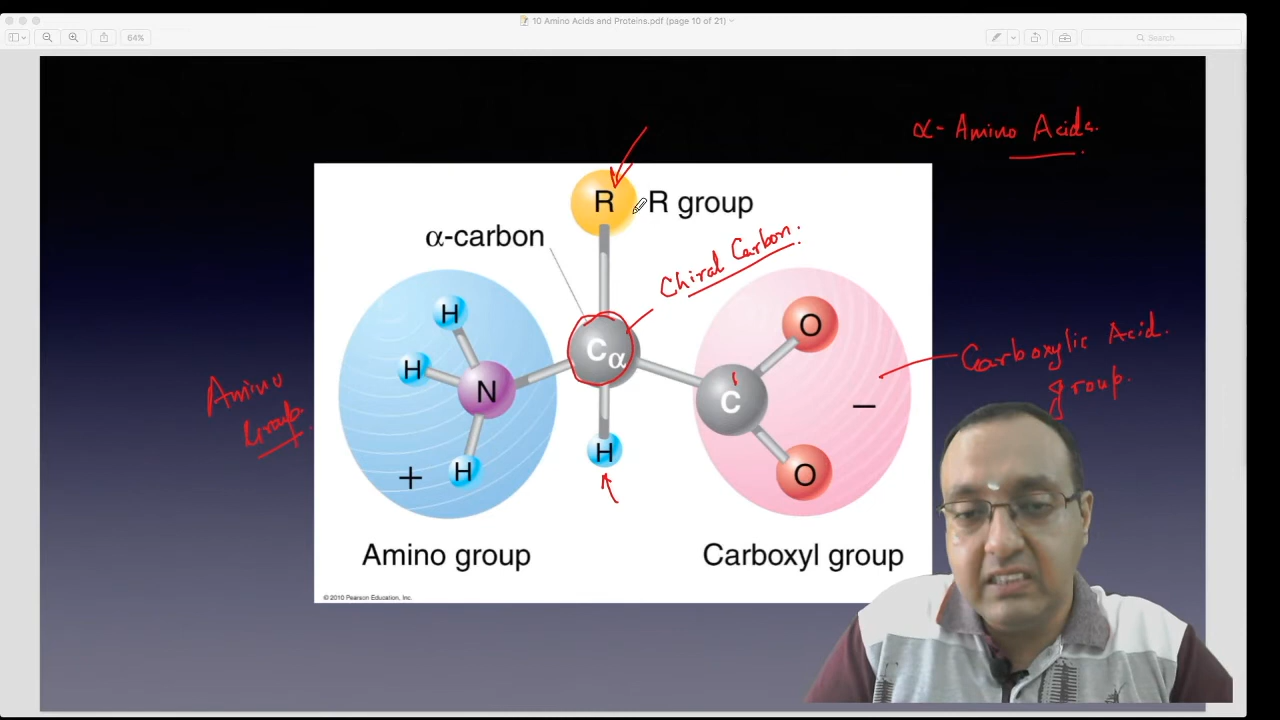 10 Amino Acids and Proteins.pdf (page 10 of 21)
64%
Search
α- Amino Acids.
R
R group
α-carbon
Chiral Carbon.
H
O
Cα
H
Carboxylic Acid
group.
N
C
Amino
Group.
−
H
+
H
O
Amino group
Carboxyl group
© 2010 Pearson Education, Inc.